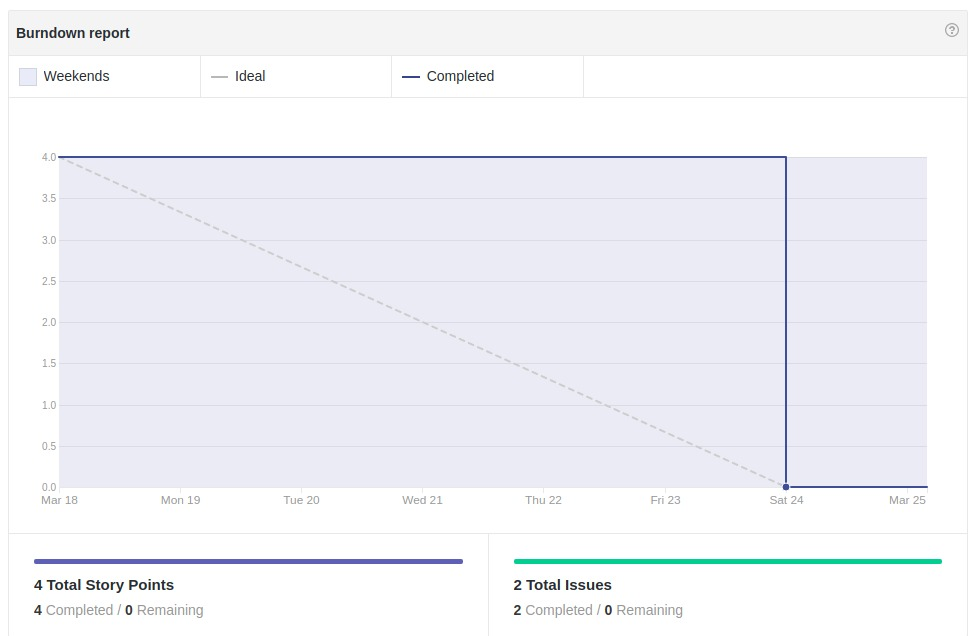 Burndown report
Weekends Ideal Completed
4.0
3.5
3.0
2.5
2.0
1.5
1.0
0.5
0.0
Mar 18 Mon 19 Tue 20 Wed 21 Thu 22 Fri 23 Sat 24 Mar 25
4 Total Story Points
4 Completed / 0 Remaining
2 Total Issues
2 Completed / 0 Remaining